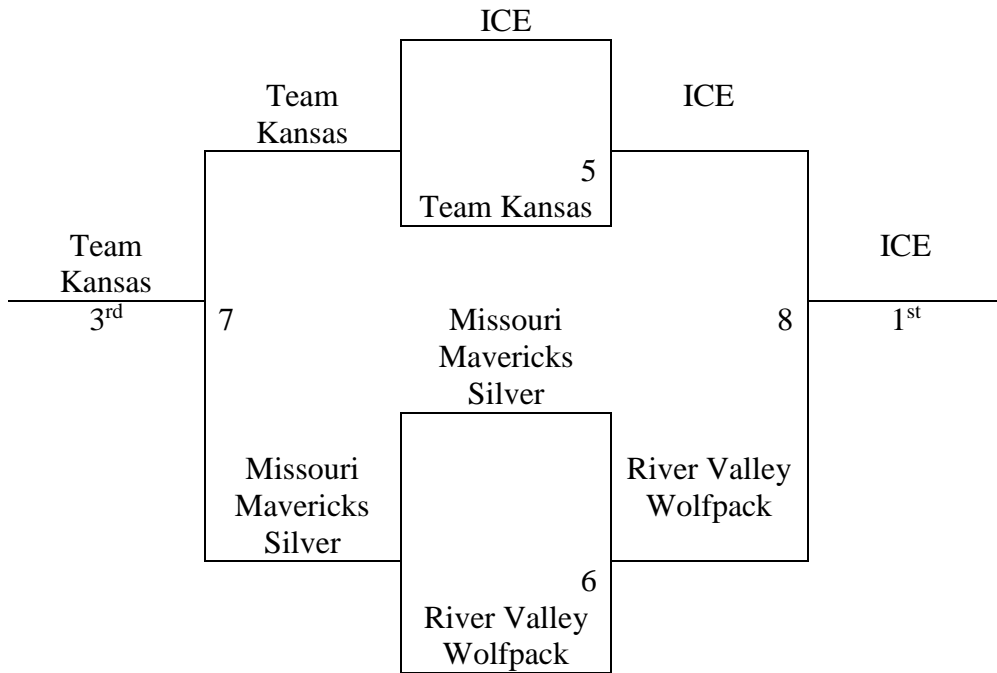 ICE
Team
Kansas
ICE
5
Team Kansas
Team
Kansas
ICE
3rd
7
Missouri
Mavericks
Silver
8
1st
Missouri
Mavericks
Silver
River Valley
Wolfpack
6
River Valley
Wolfpack